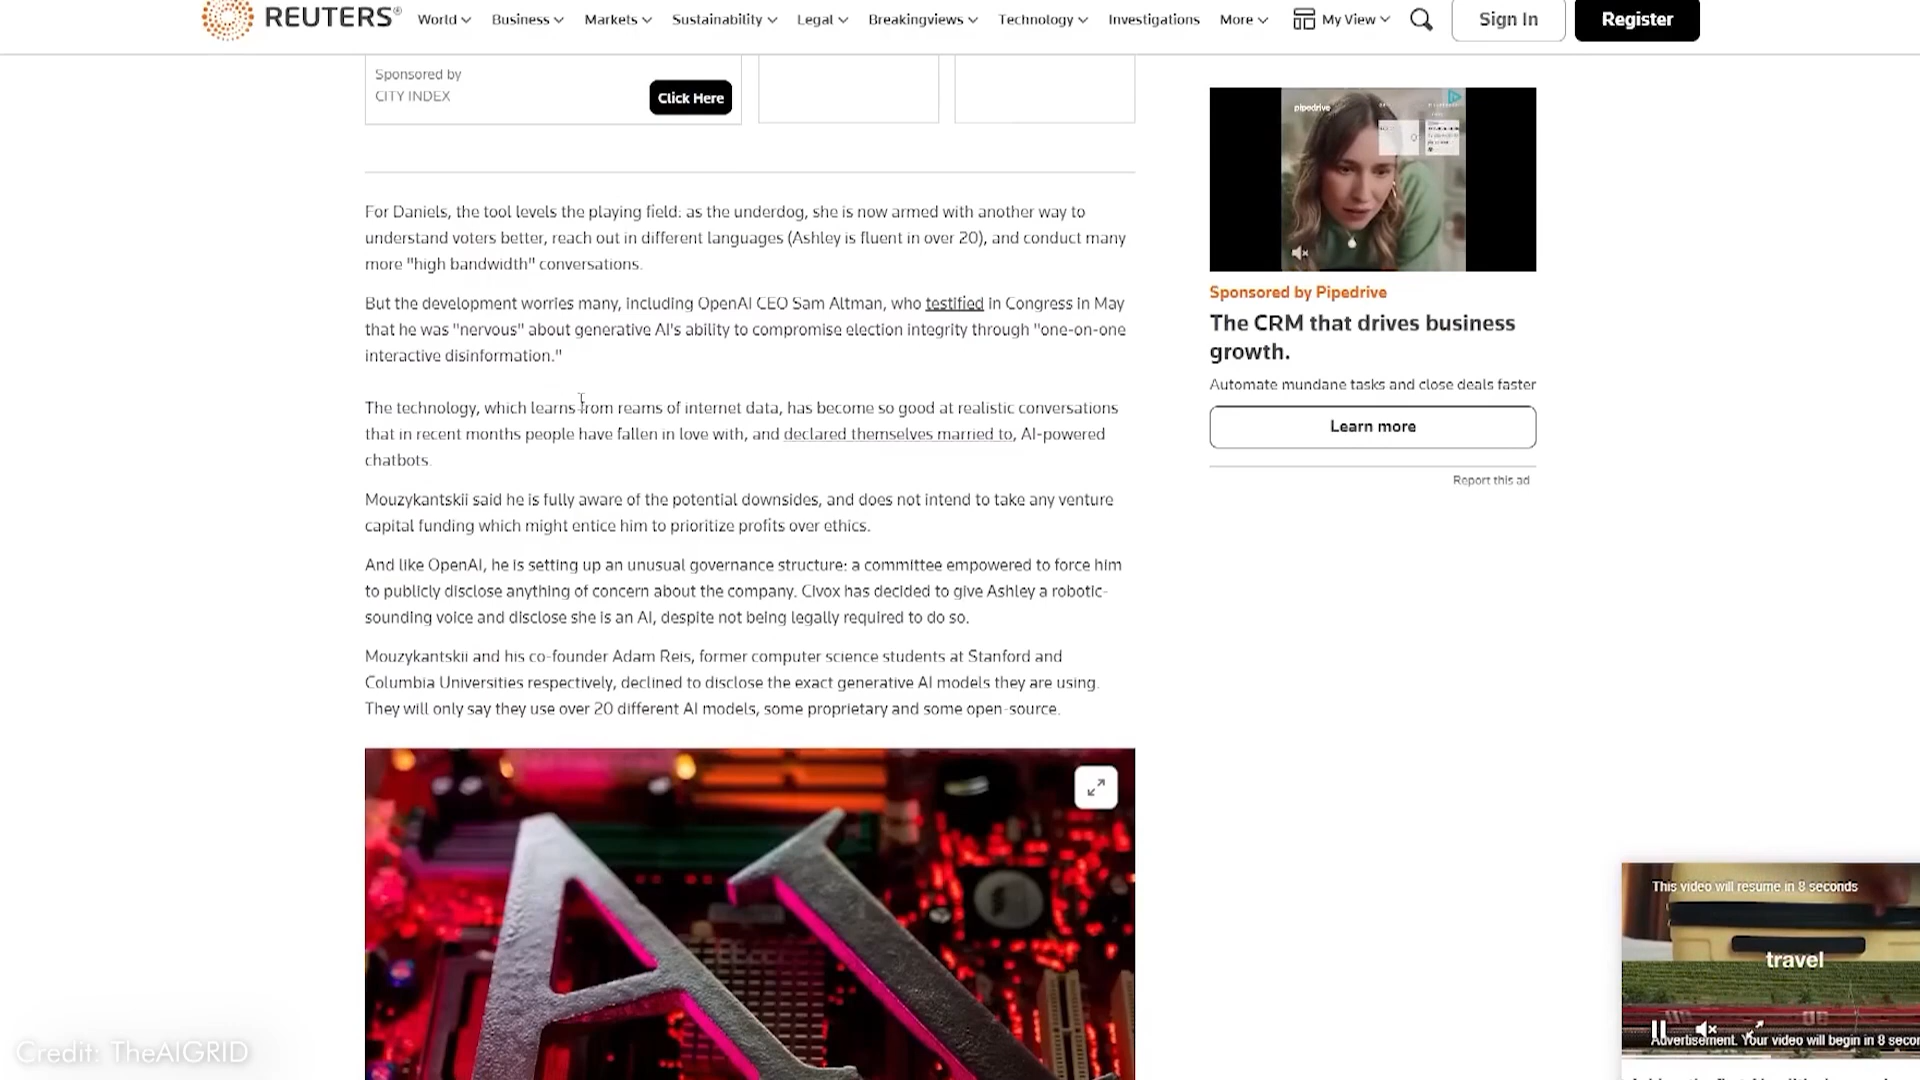 REUTERS®
World
Business
Markets
Sustainability
Legal
Breakingviews
Technology
Investigations
More
My View
Sign In
Register
Sponsored by
CITY INDEX
Click Here
For Daniels, the tool levels the playing field: as the underdog, she is now armed with another way to
understand voters better, reach out in different languages (Ashley is fluent in over 20), and conduct many
more "high bandwidth" conversations.
But the development worries many, including OpenAI CEO Sam Altman, who testified in Congress in May
that he was "nervous" about generative AI's ability to compromise election integrity through "one-on-one
interactive disinformation."
The technology, which learns from reams of internet data, has become so good at realistic conversations
that in recent months people have fallen in love with, and declared themselves married to, AI-powered
chatbots.
Mouzykantskii said he is fully aware of the potential downsides, and does not intend to take any venture
capital funding which might entice him to prioritize profits over ethics.
And like OpenAI, he is setting up an unusual governance structure: a committee empowered to force him
to publicly disclose anything of concern about the company. Civox has decided to give Ashley a robotic-
sounding voice and disclose she is an AI, despite not being legally required to do so.
Mouzykantskii and his co-founder Adam Reis, former computer science students at Stanford and
Columbia Universities respectively, declined to disclose the exact generative AI models they are using.
They will only say they use over 20 different AI models, some proprietary and some open-source.
AI
pipedrive
Sponsored by Pipedrive
The CRM that drives business
growth.
Automate mundane tasks and close deals faster
Learn more
Report this ad
This video will resume in 8 seconds
travel
Advertisement. Your video will begin in 8 secon
Credit: TheAIGRID